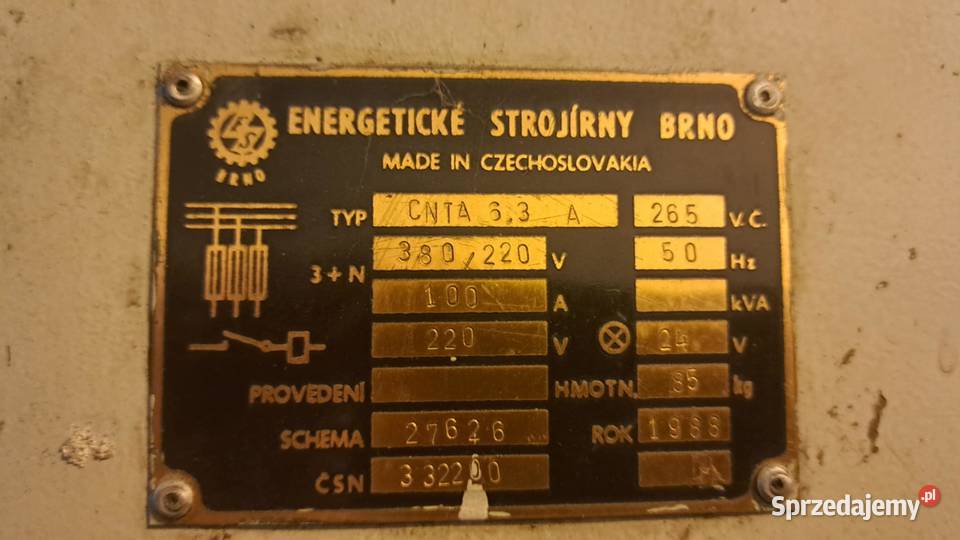 ENERGETICKÉ STROJÍRNY BRNO
BRNO
MADE IN CZECHOSLOVAKIA
TYP CNTA 6.3 A 265 V.Č.
3+N 380/220 V 50 Hz
100 A kVA
220 V 24 V
PROVEDENÍ HMOTN. 85 kg
SCHEMA 27626 ROK 1988
ČSN 332200
Sprzedajemy.pl